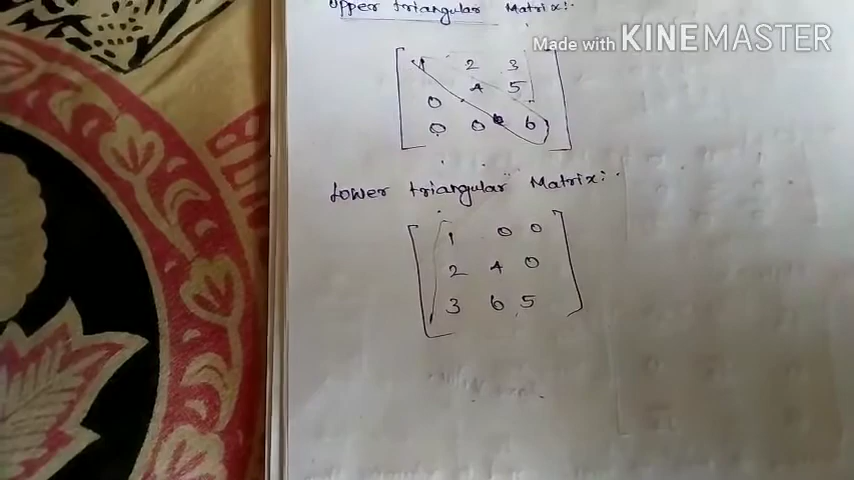 Upper triangular Matrix:-
Made with KINEMASTER
1 2 3
4 5
0
0 0 6
Lower triangular Matrix:-
1 0 0
2 4 0
3 6 5